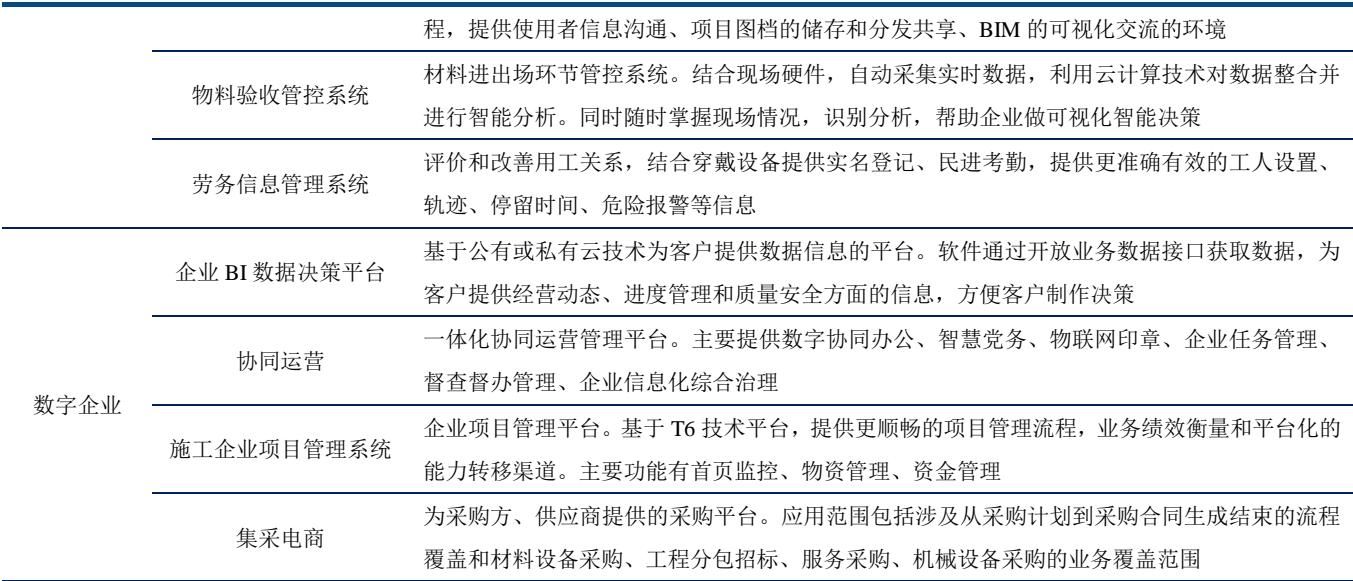 程，提供使用者信息沟通、项目图档的储存和分发共享、BIM 的可视化交流的环境
物料验收管控系统
材料进出场环节管控系统。结合现场硬件，自动采集实时数据，利用云计算技术对数据整合并
进行智能分析。同时随时掌握现场情况，识别分析，帮助企业做可视化智能决策
劳务信息管理系统
评价和改善用工关系，结合穿戴设备提供实名登记、民进考勤，提供更准确有效的工人设置、
轨迹、停留时间、危险报警等信息
数字企业
企业 BI 数据决策平台
基于公有或私有云技术为客户提供数据信息的平台。软件通过开放业务数据接口获取数据，为
客户提供经营动态、进度管理和质量安全方面的信息，方便客户制作决策
协同运营
一体化协同运营管理平台。主要提供数字协同办公、智慧党务、物联网印章、企业任务管理、
督查督办管理、企业信息化综合治理
施工企业项目管理系统
企业项目管理平台。基于 T6 技术平台，提供更顺畅的项目管理流程，业务绩效衡量和平台化的
能力转移渠道。主要功能有首页监控、物资管理、资金管理
集采电商
为采购方、供应商提供的采购平台。应用范围包括涉及从采购计划到采购合同生成结束的流程
覆盖和材料设备采购、工程分包招标、服务采购、机械设备采购的业务覆盖范围